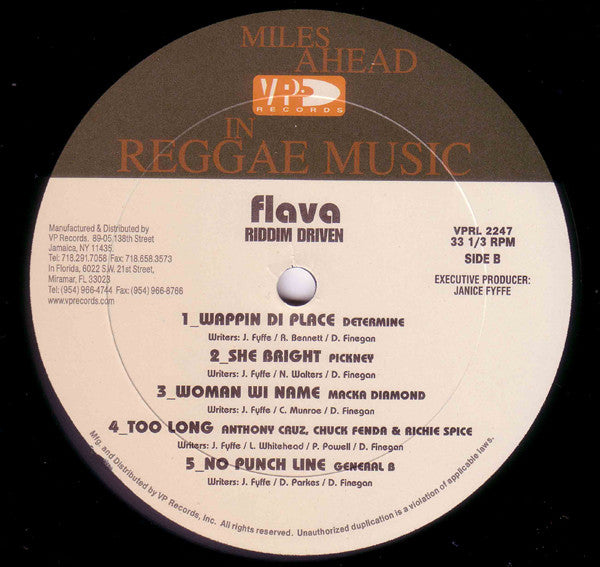 MILES
AHEAD
VP
RECORDS
IN
REGGAE MUSIC
flava
RIDDIM DRIVEN
Manufactured & Distributed by
VP Records. 89-05 138th Street
Jamaica, NY 11435.
Tel: 718.291.7058 Fax: 718.658.3573
In Florida, 6022 S.W. 21st Street,
Miramar, FL 33023
Tel: (954) 966-4744 Fax: (954) 966-8766
www.vprecords.com
VPRL 2247
33 1/3 RPM
SIDE B
EXECUTIVE PRODUCER:
JANICE FYFFE
1_WAPPIN DI PLACE DETERMINE
Writers: J. Fyffe / R. Bennett / D. Finegan
2_SHE BRIGHT PICKNEY
Writers: J. Fyffe / N. Walters / D. Finegan
3_WOMAN WI NAME MACKA DIAMOND
Writers: J. Fyffe / C. Munroe / D. Finegan
4_TOO LONG ANTHONY CRUZ, CHUCK FENDA & RICHIE SPICE
Writers: J. Fyffe / L. Whitehead / P. Powell / D. Finegan
5_NO PUNCH LINE GENERAL B
Writers: J. Fyffe / D. Parkes / D. Finegan
Mfg. and Distributed by VP Records, Inc. All rights reserved. Unauthorized duplication is a violation of applicable laws.